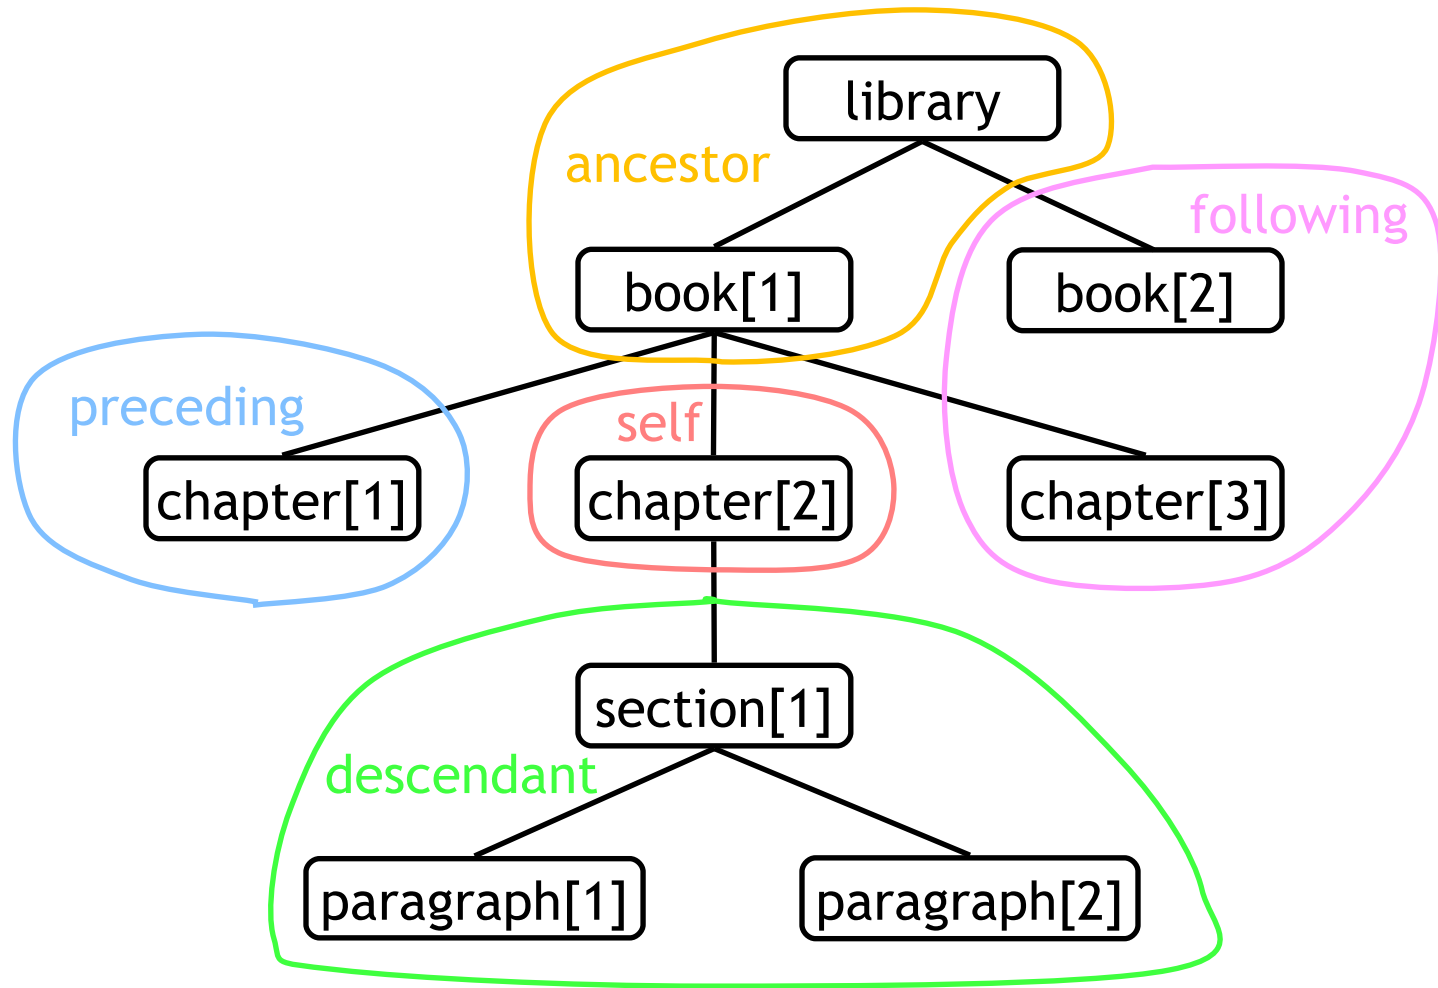 library
ancestor
following
book[1]
book[2]
preceding
self
chapter[1]
chapter[2]
chapter[3]
section[1]
descendant
paragraph[1]
paragraph[2]